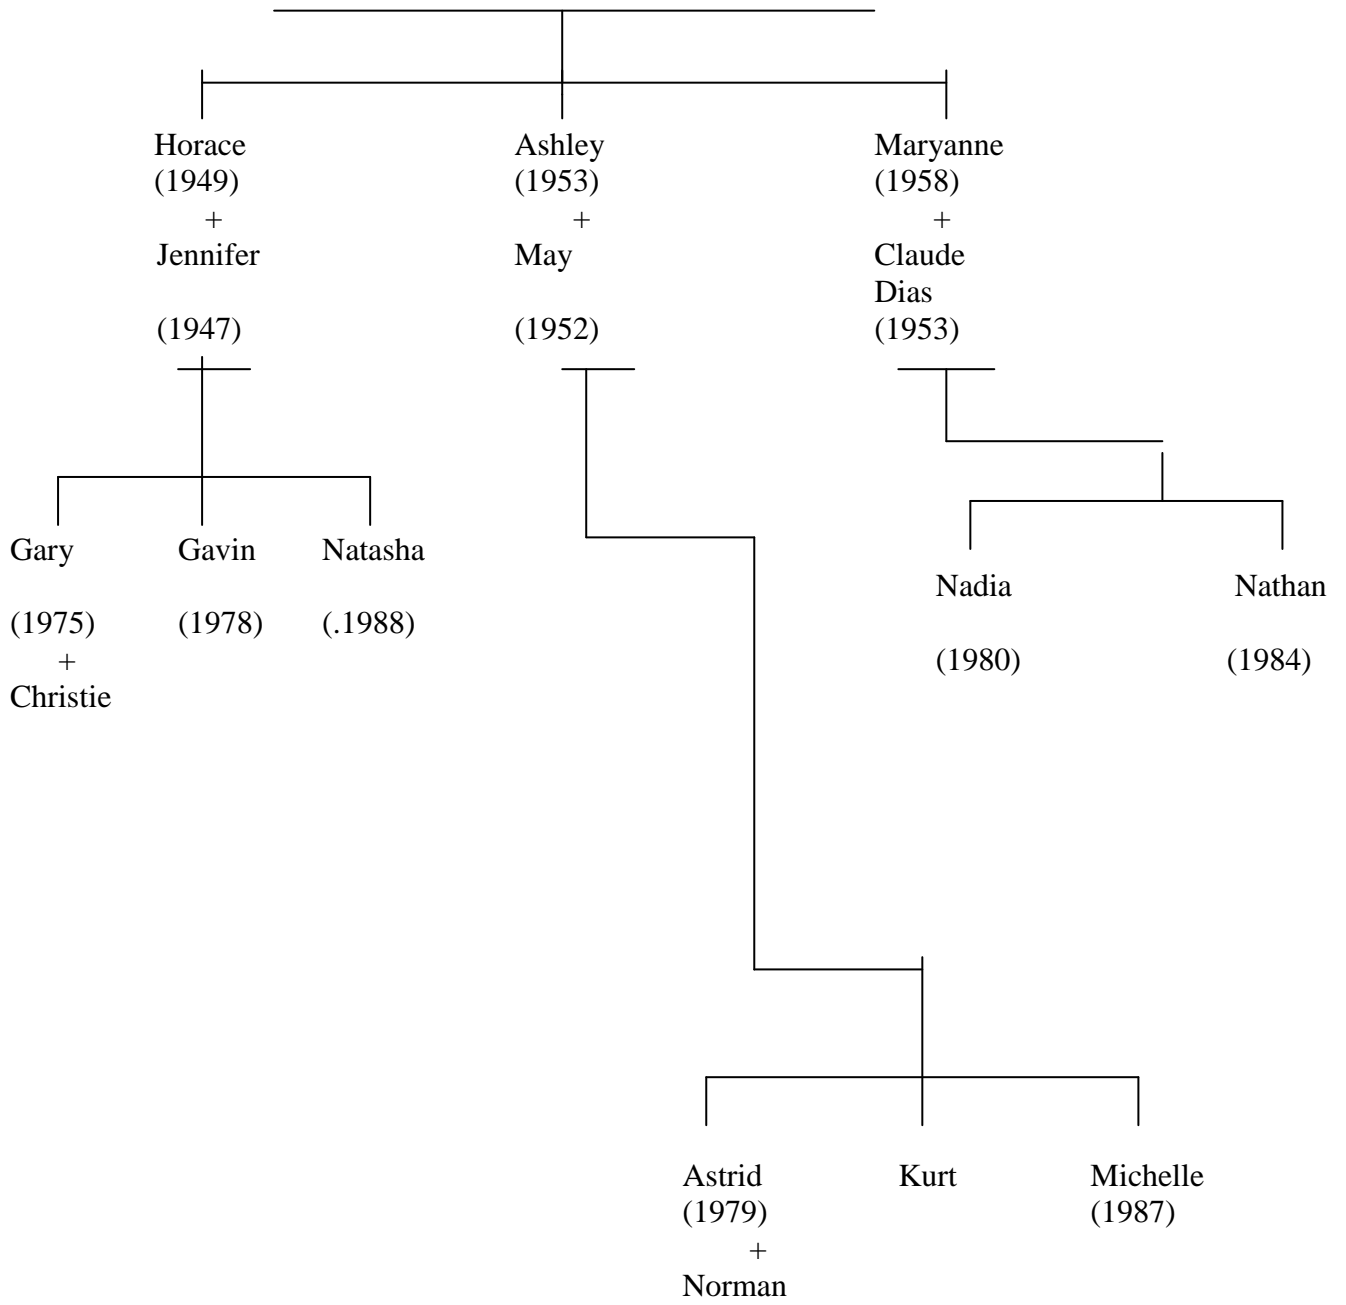 Horace
(1949)
+
Jennifer
(1947)
Ashley
(1953)
+
May
(1952)
Maryanne
(1958)
+
Claude
Dias
(1953)
Gary
(1975)
+
Christie
Gavin
(1978)
Natasha
(.1988)
Nadia
(1980)
Nathan
(1984)
Astrid
(1979)
+
Norman
Kurt
Michelle
(1987)